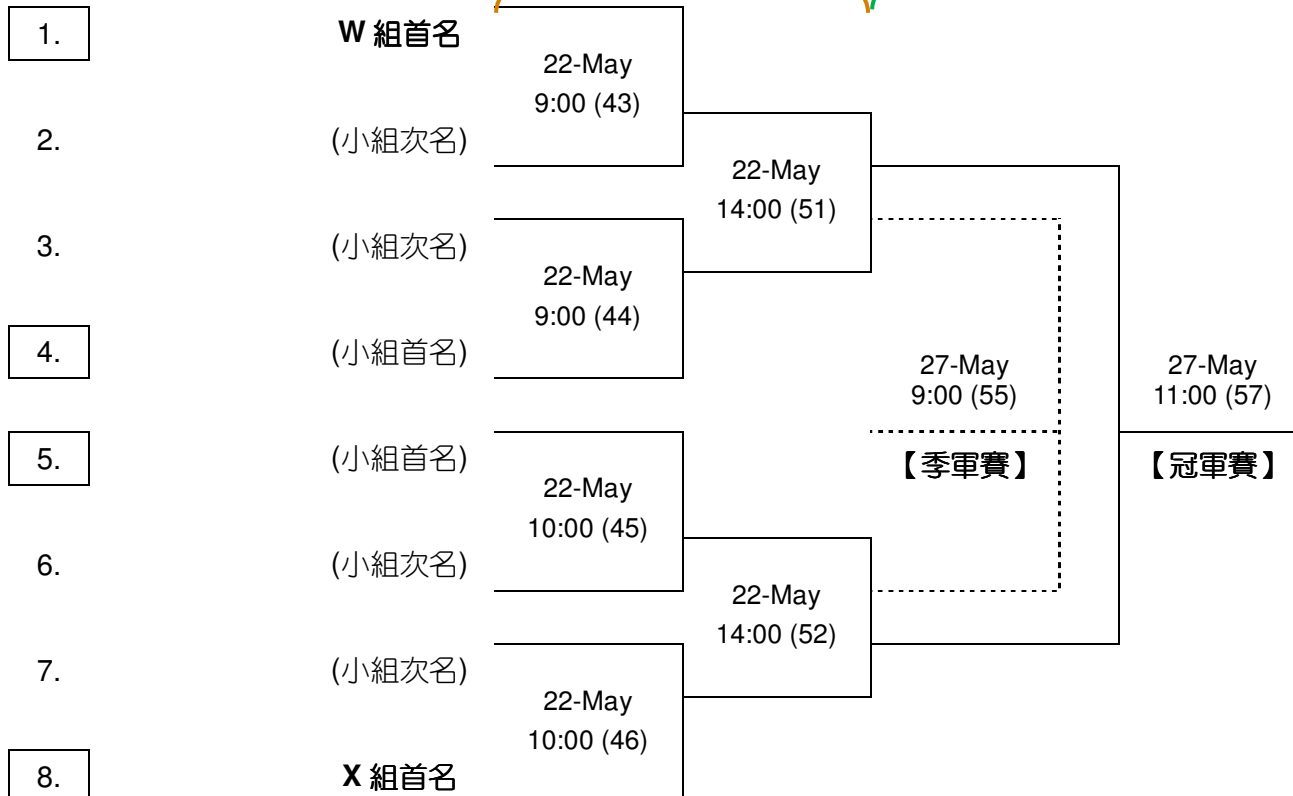 1.
W 組首名
22-May
9:00 (43)
2.
(小組次名)
22-May
14:00 (51)
3.
(小組次名)
22-May
9:00 (44)
4.
(小組首名)
27-May
9:00 (55)
27-May
11:00 (57)
5.
(小組首名)
【季軍賽】
【冠軍賽】
22-May
10:00 (45)
6.
(小組次名)
22-May
14:00 (52)
7.
(小組次名)
22-May
10:00 (46)
8.
X 組首名